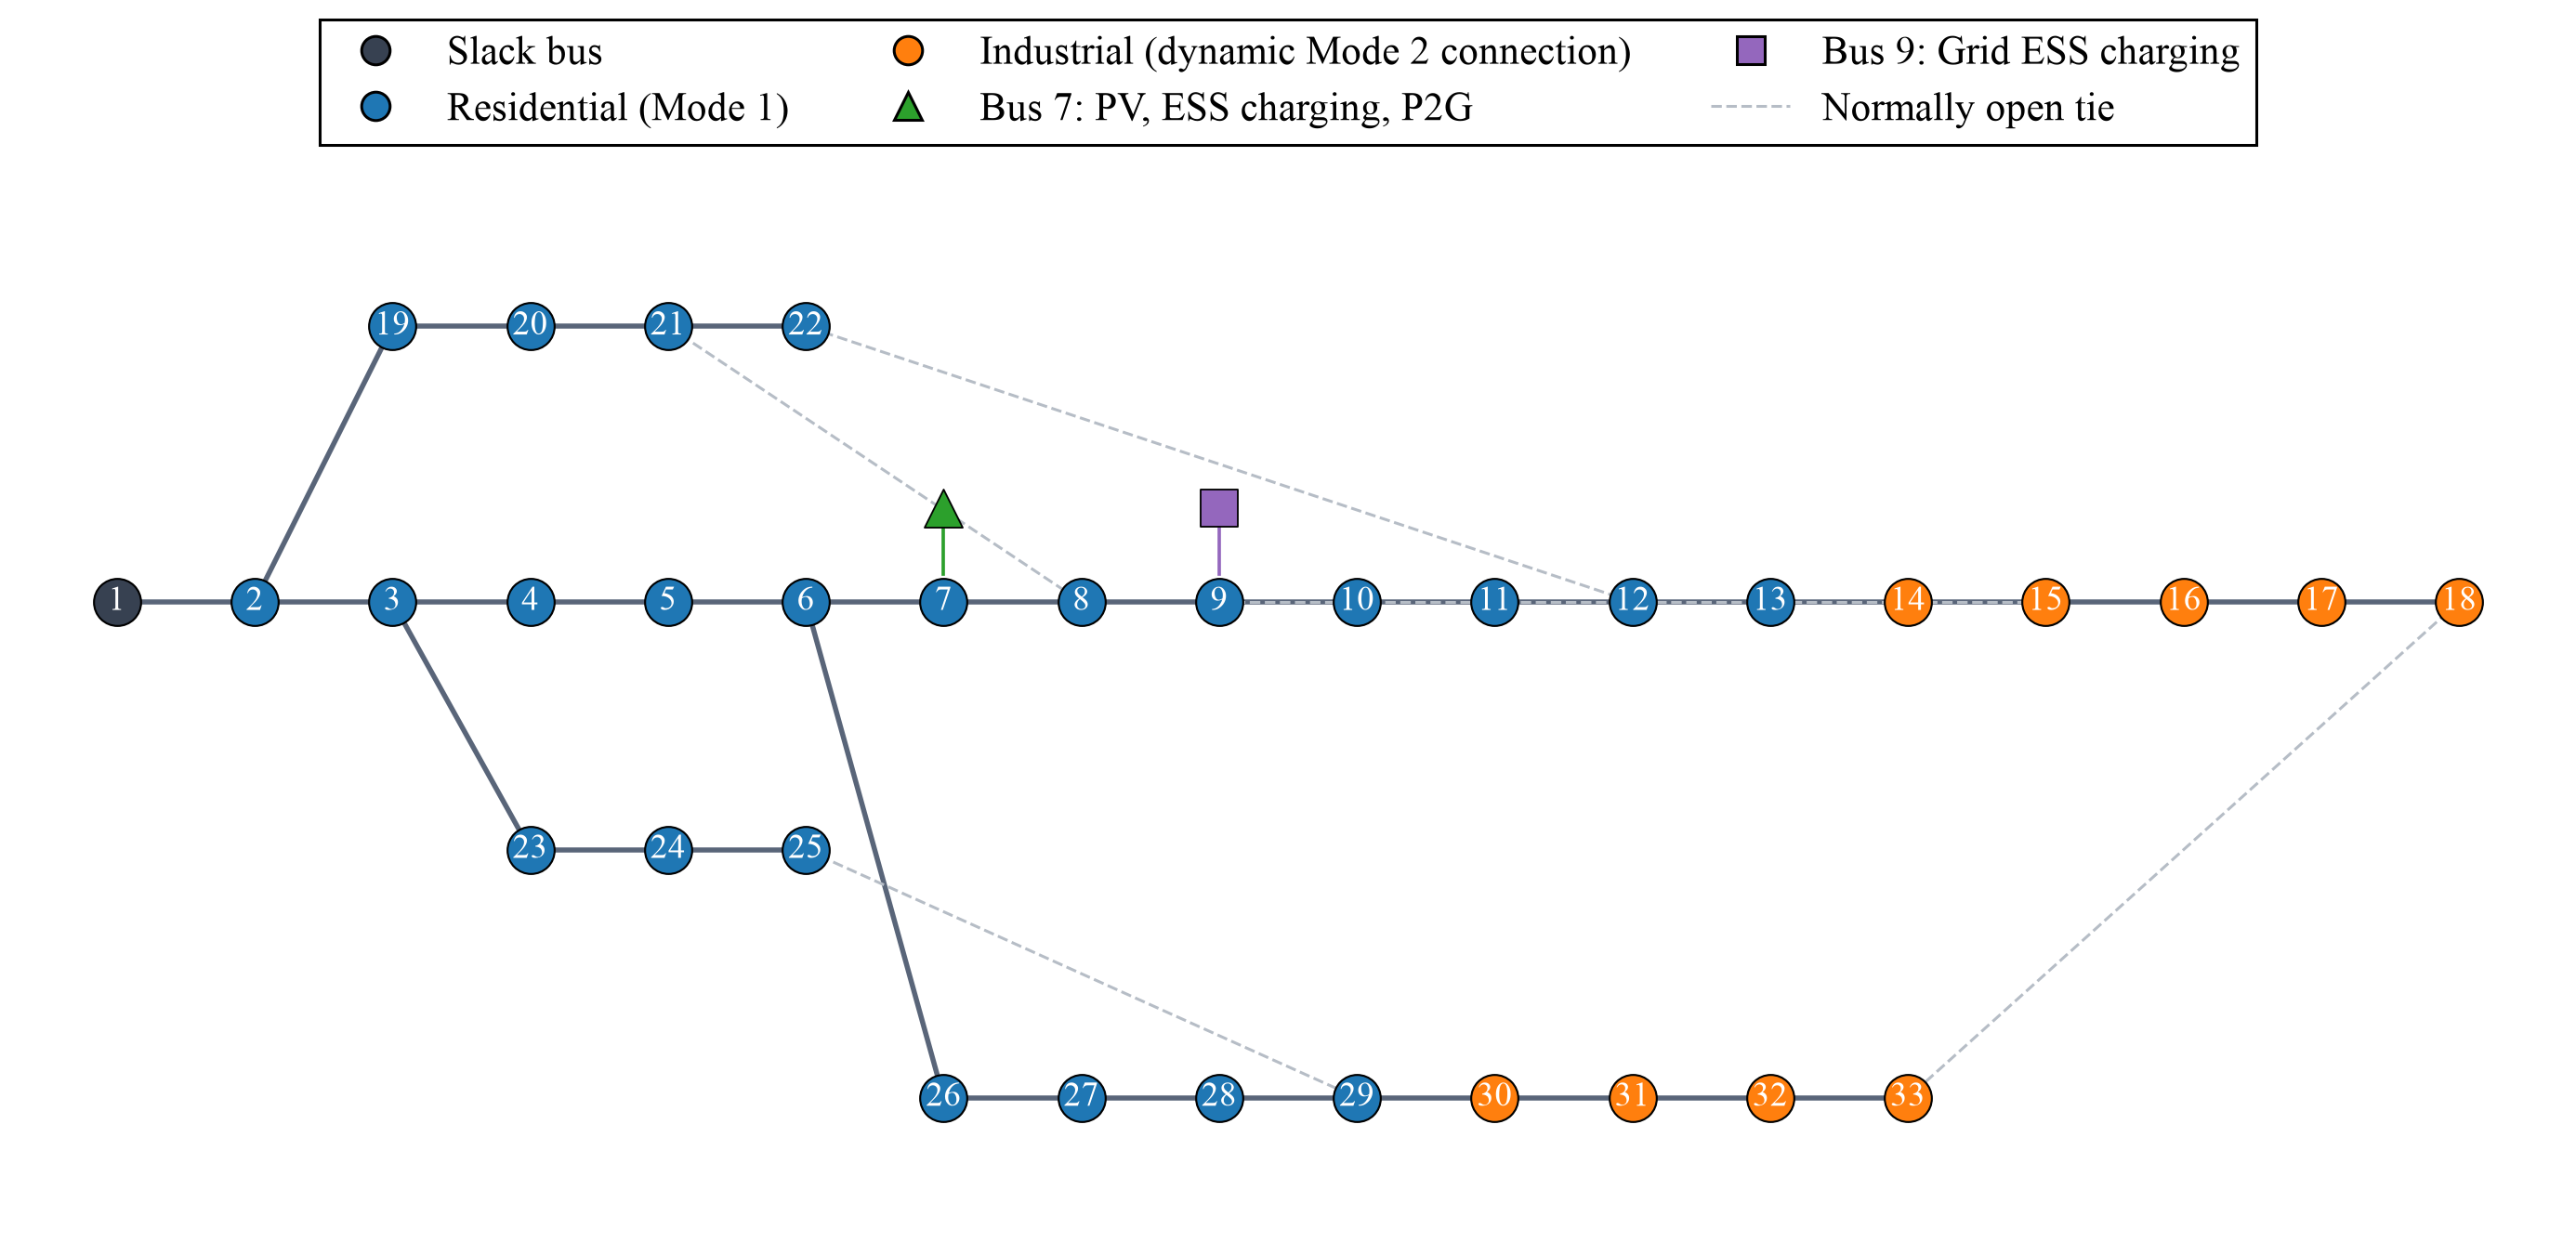 Slack bus
Industrial (dynamic Mode 2 connection)
Bus 9: Grid ESS charging
Residential (Mode 1)
Bus 7: PV, ESS charging, P2G
Normally open tie
19 20 21 22
1 2 3 4 5 6 7 8 9 10 11 12 13 14 15 16 17 18
23 24 25
26 27 28 29 30 31 32 33